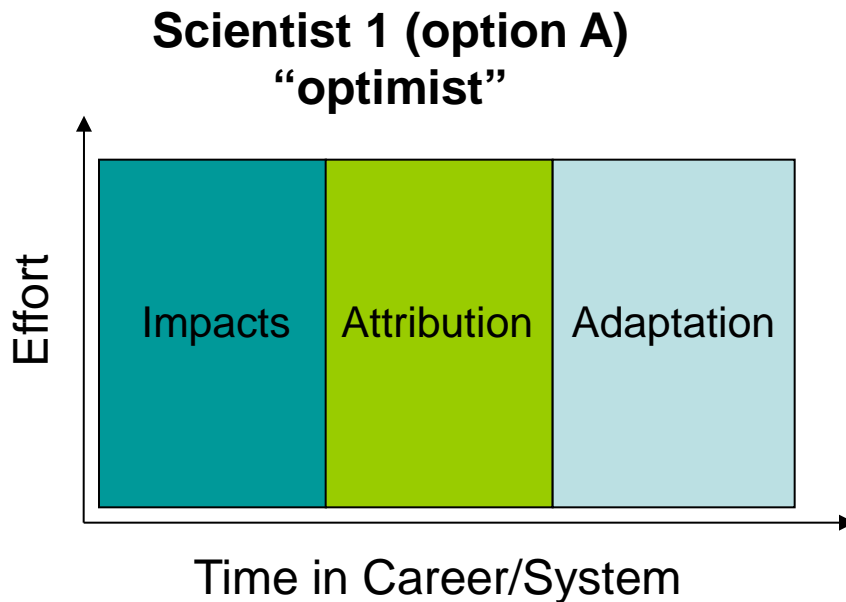 Scientist 1 (option A)
“optimist”
Effort
Impacts
Attribution
Adaptation
Time in Career/System